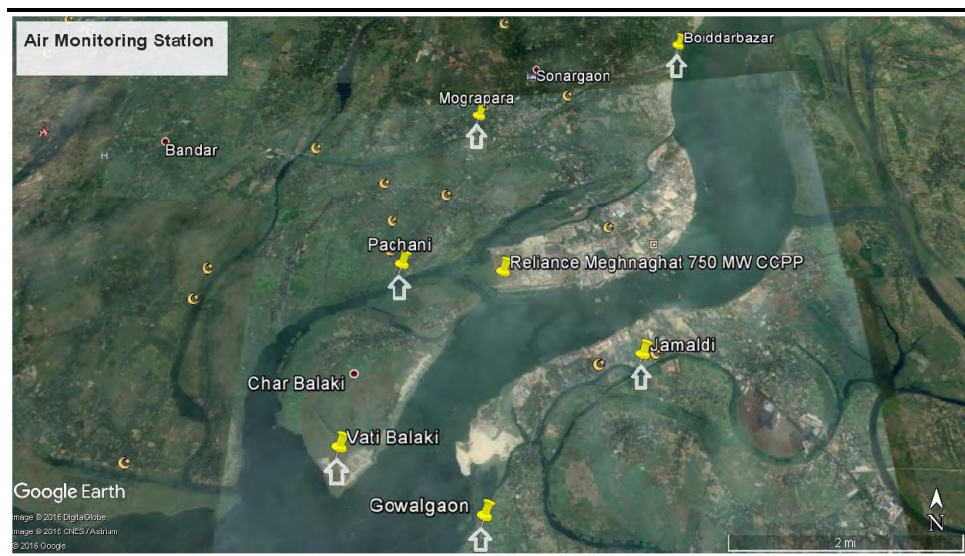 Air Monitoring Station
Boiddarbazar
Sonargaon
Mograpara
Bandar
H
Pachani
Reliance Meghnaghat 750 MW CCPP
Jamaldi
Char Balaki
Vati Balaki
Gowalgaon
Google Earth
Image © 2016 DigitalGlobe
Image © 2016 CNES / Astrium
© 2016 Google
N
2 mi